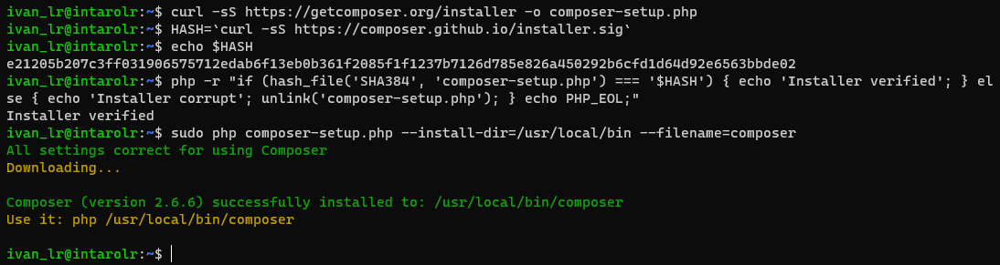 ivan_lr@intarolr:~$ curl -sS https://getcomposer.org/installer -o composer-setup.php
ivan_lr@intarolr:~$ HASH=`curl -sS https://composer.github.io/installer.sig`
ivan_lr@intarolr:~$ echo $HASH
e21205b207c3ff031906575712edab6f13eb0b361f2085f1f1237b7126d785e826a450292b6cfd1d64d92e6563bbde02
ivan_lr@intarolr:~$ php -r "if (hash_file('SHA384', 'composer-setup.php') === '$HASH') { echo 'Installer verified'; } el
se { echo 'Installer corrupt'; unlink('composer-setup.php'); } echo PHP_EOL;"
Installer verified
ivan_lr@intarolr:~$ sudo php composer-setup.php --install-dir=/usr/local/bin --filename=composer
All settings correct for using Composer
Downloading...
Composer (version 2.6.6) successfully installed to: /usr/local/bin/composer
Use it: php /usr/local/bin/composer
ivan_lr@intarolr:~$